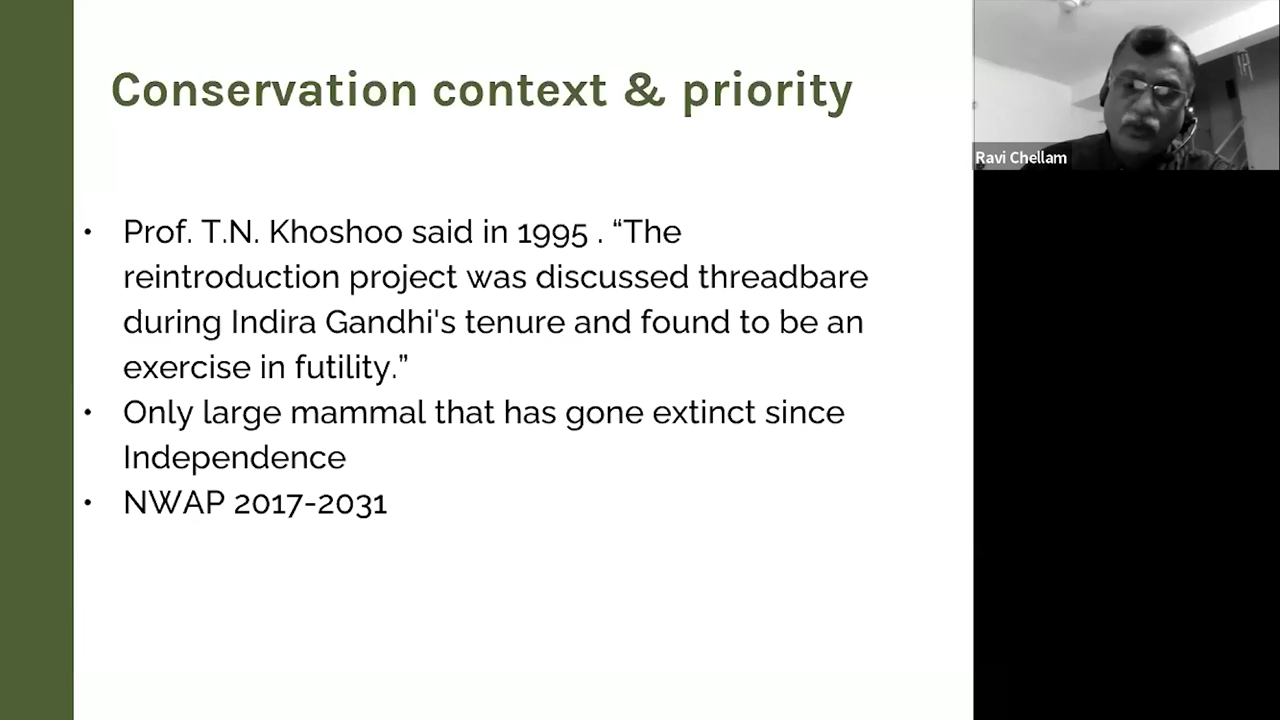 Conservation context & priority
• Prof. T.N. Khoshoo said in 1995 . “The
reintroduction project was discussed threadbare
during Indira Gandhi's tenure and found to be an
exercise in futility.”
• Only large mammal that has gone extinct since
Independence
• NWAP 2017-2031
Ravi Chellam